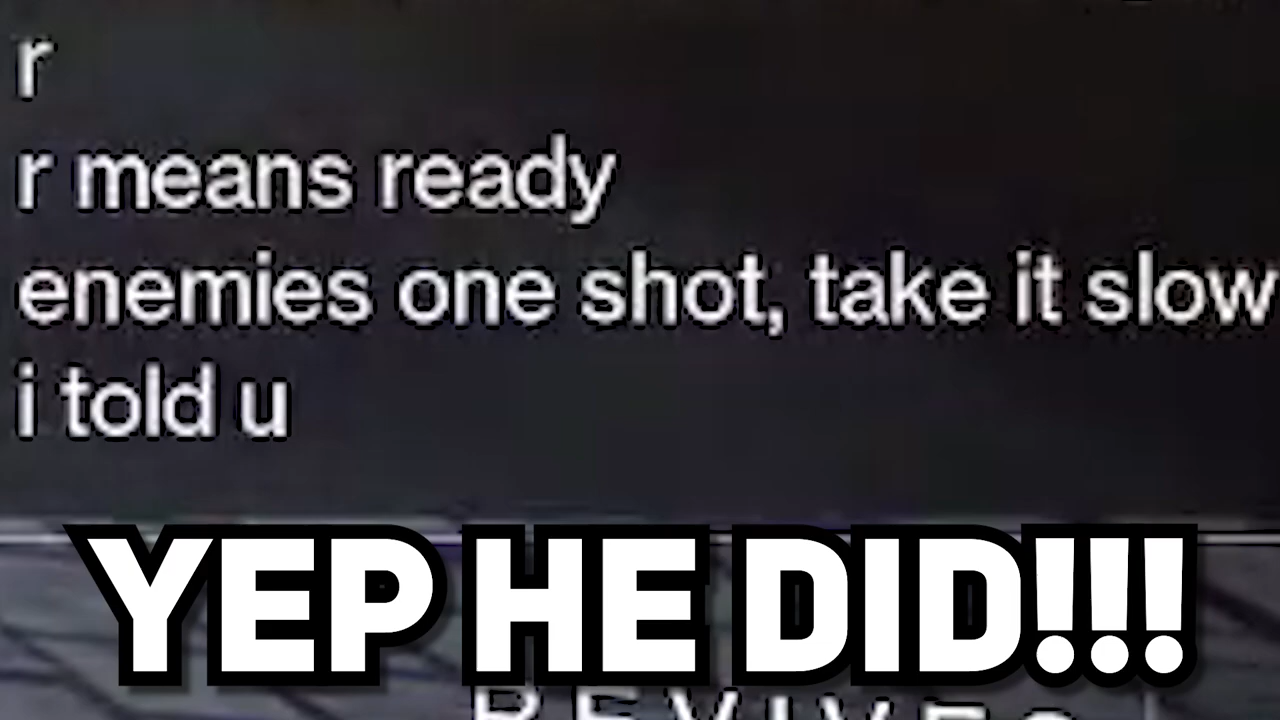 r
r means ready
enemies one shot, take it slow
i told u
YEP HE DID!!!